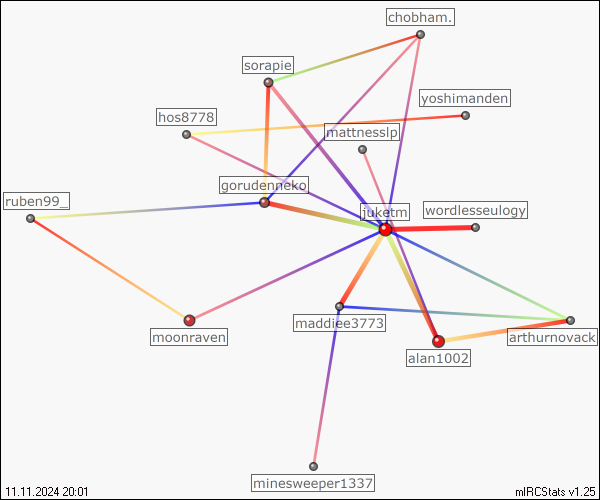 chobham.
sorapie
yoshimanden
hos8778
mattnesslp
gorudenneko
ruben99_
juketm
wordlesseulogy
maddiee3773
moonraven
arthurnovack
alan1002
minesweeper1337
11.11.2024 20:01
mIRCStats v1.25